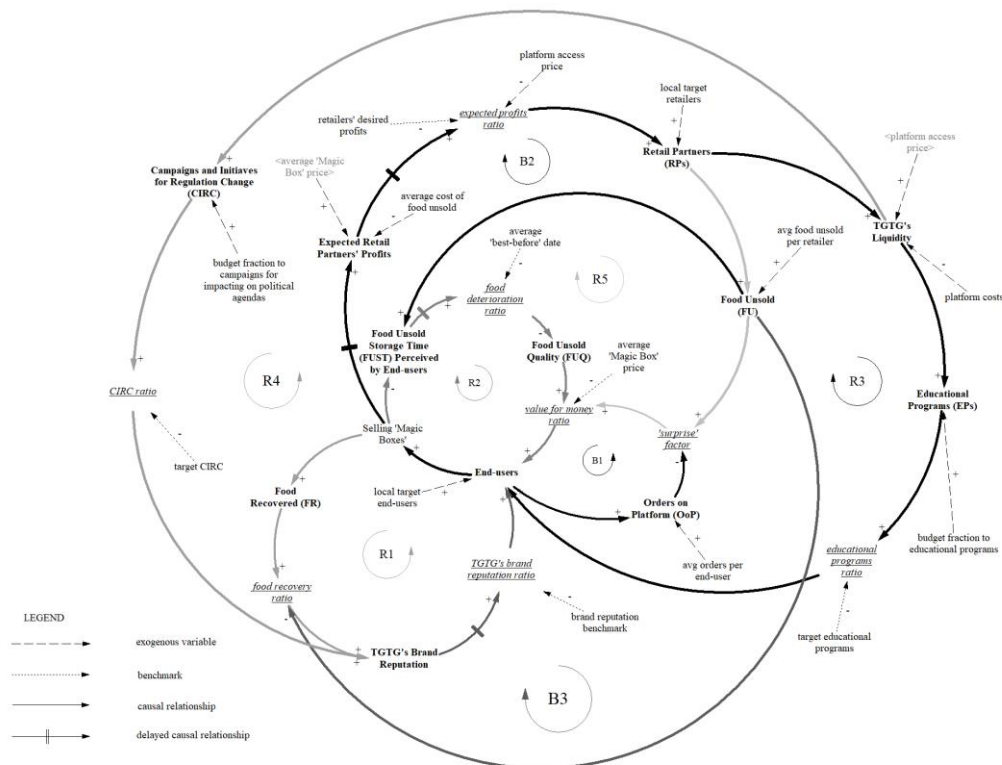 platform access
price
-
retailers' desired
profits
-
expected profits
ratio
-
+
B2
local target
retailers
+
+
Retail Partners
(RPs)
<platform access
price>
+
+
TGTG's
Liquidity
-
platform costs
+
Campaigns and Initiaves
for Regulation Change
(CIRC)
+
budget fraction to
campaigns for
impacting on political
agendas
<average 'Magic
Box' price>
+
average cost of
food unsold
-
Expected Retail
Partners' Profits
+
average
'best-before' date
-
food
deterioration
ratio
+
R5
avg food unsold
per retailer
+
+
Food Unsold
(FU)
+
Food Unsold
Storage Time
(FUST) Perceived
by End-users
-
-
Food Unsold
Quality (FUQ)
+
average
'Magic Box'
price
-
R2
R4
R3
+
CIRC ratio
-
target CIRC
value for money
ratio
+
+
'surprise'
factor
-
B1
+
Educational
Programs (EPs)
+
Selling 'Magic
Boxes'
+
+
End-users
+
local target
end-users
+
+
Food
Recovered (FR)
+
Orders on
Platform (OoP)
+
avg orders per
end-user
budget fraction to
educational programs
+
educational
programs
ratio
-
target educational
programs
R1
+
food recovery
ratio
-
TGTG's brand
reputation ratio
+
-
brand reputation
benchmark
+
+
TGTG's Brand
Reputation
B3
LEGEND
exogenous variable
benchmark
causal relationship
delayed causal relationship